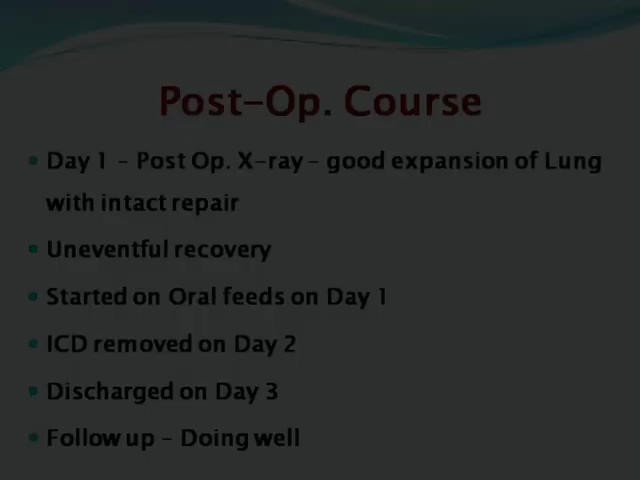 Post-Op. Course
• Day 1 - Post Op. X-ray - good expansion of Lung
with intact repair
• Uneventful recovery
• Started on Oral feeds on Day 1
• ICD removed on Day 2
• Discharged on Day 3
• Follow up - Doing well